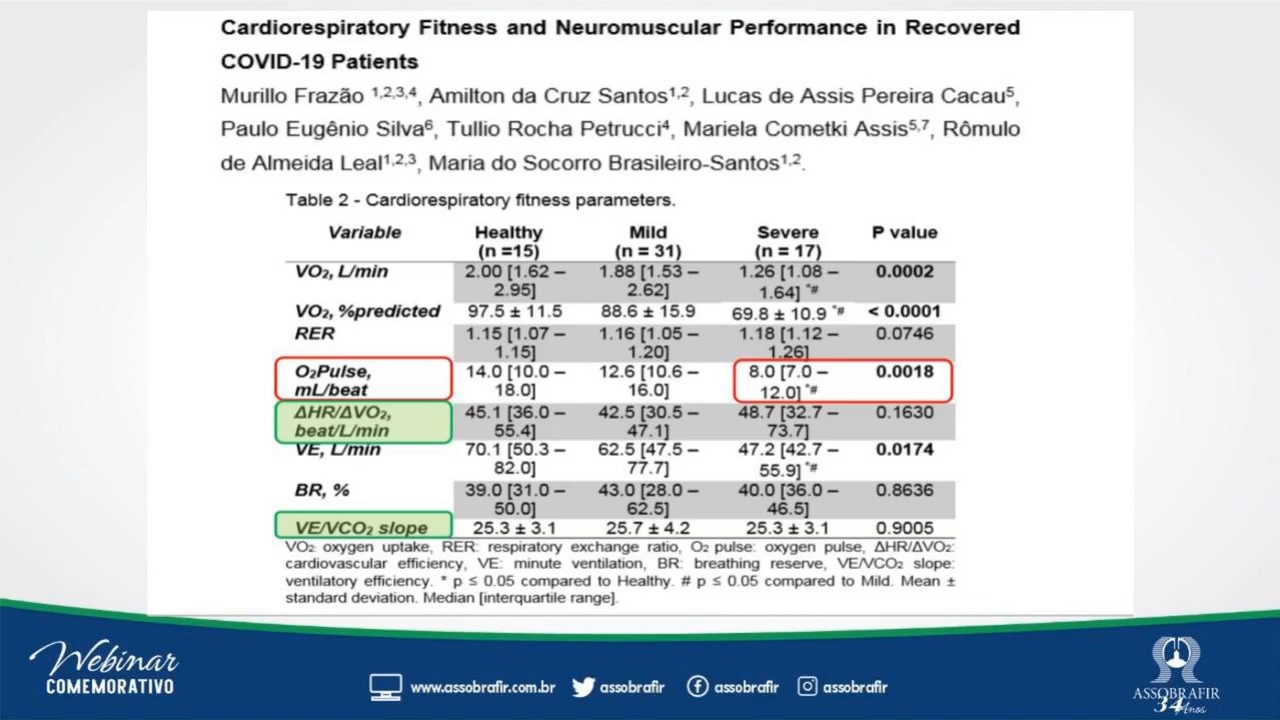 Cardiorespiratory Fitness and Neuromuscular Performance in Recovered
COVID-19 Patients
Murillo Frazão 1,2,3,4, Amilton da Cruz Santos1,2, Lucas de Assis Pereira Cacau5,
Paulo Eugênio Silva6, Tullio Rocha Petrucci4, Mariela Cometki Assis5,7, Rômulo
de Almeida Leal1,2,3, Maria do Socorro Brasileiro-Santos1,2.
Table 2 - Cardiorespiratory fitness parameters.
Variable Healthy (n =15) Mild (n = 31) Severe (n = 17) P value
VO₂, L/min 2.00 [1.62 – 2.95] 1.88 [1.53 – 2.62] 1.26 [1.08 – 1.64] *# 0.0002
VO₂, %predicted 97.5 ± 11.5 88.6 ± 15.9 69.8 ± 10.9 *# < 0.0001
RER 1.15 [1.07 – 1.15] 1.16 [1.05 – 1.20] 1.18 [1.12 – 1.26] 0.0746
O₂Pulse, mL/beat 14.0 [10.0 – 18.0] 12.6 [10.6 – 16.0] 8.0 [7.0 – 12.0] *# 0.0018
ΔHR/ΔVO₂, beat/L/min 45.1 [36.0 – 55.4] 42.5 [30.5 – 47.1] 48.7 [32.7 – 73.7] 0.1630
VE, L/min 70.1 [50.3 – 82.0] 62.5 [47.5 – 77.7] 47.2 [42.7 – 55.9] *# 0.0174
BR, % 39.0 [31.0 – 50.0] 43.0 [28.0 – 62.5] 40.0 [36.0 – 46.5] 0.8636
VE/VCO₂ slope 25.3 ± 3.1 25.7 ± 4.2 25.3 ± 3.1 0.9005
VO₂: oxygen uptake, RER: respiratory exchange ratio, O₂ pulse: oxygen pulse, ΔHR/ΔVO₂:
cardiovascular efficiency, VE: minute ventilation, BR: breathing reserve, VE/VCO₂ slope:
ventilatory efficiency. * p ≤ 0.05 compared to Healthy. # p ≤ 0.05 compared to Mild. Mean ±
standard deviation. Median [interquartile range].
Webinar
COMEMORATIVO
www.assobrafir.com.br assobrafir assobrafir assobrafir
ASSOBRAFIR
34 Anos